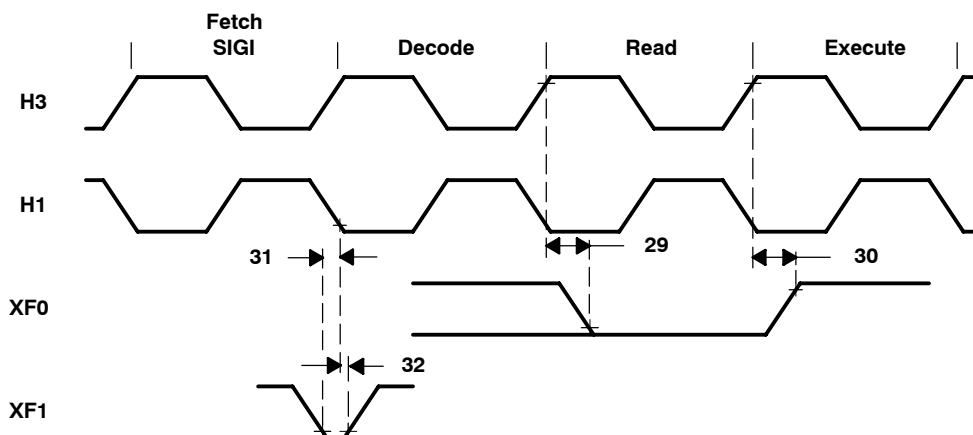 Fetch
SIGI
Decode
Read
Execute
H3
H1
31
29
30
XF0
32
XF1